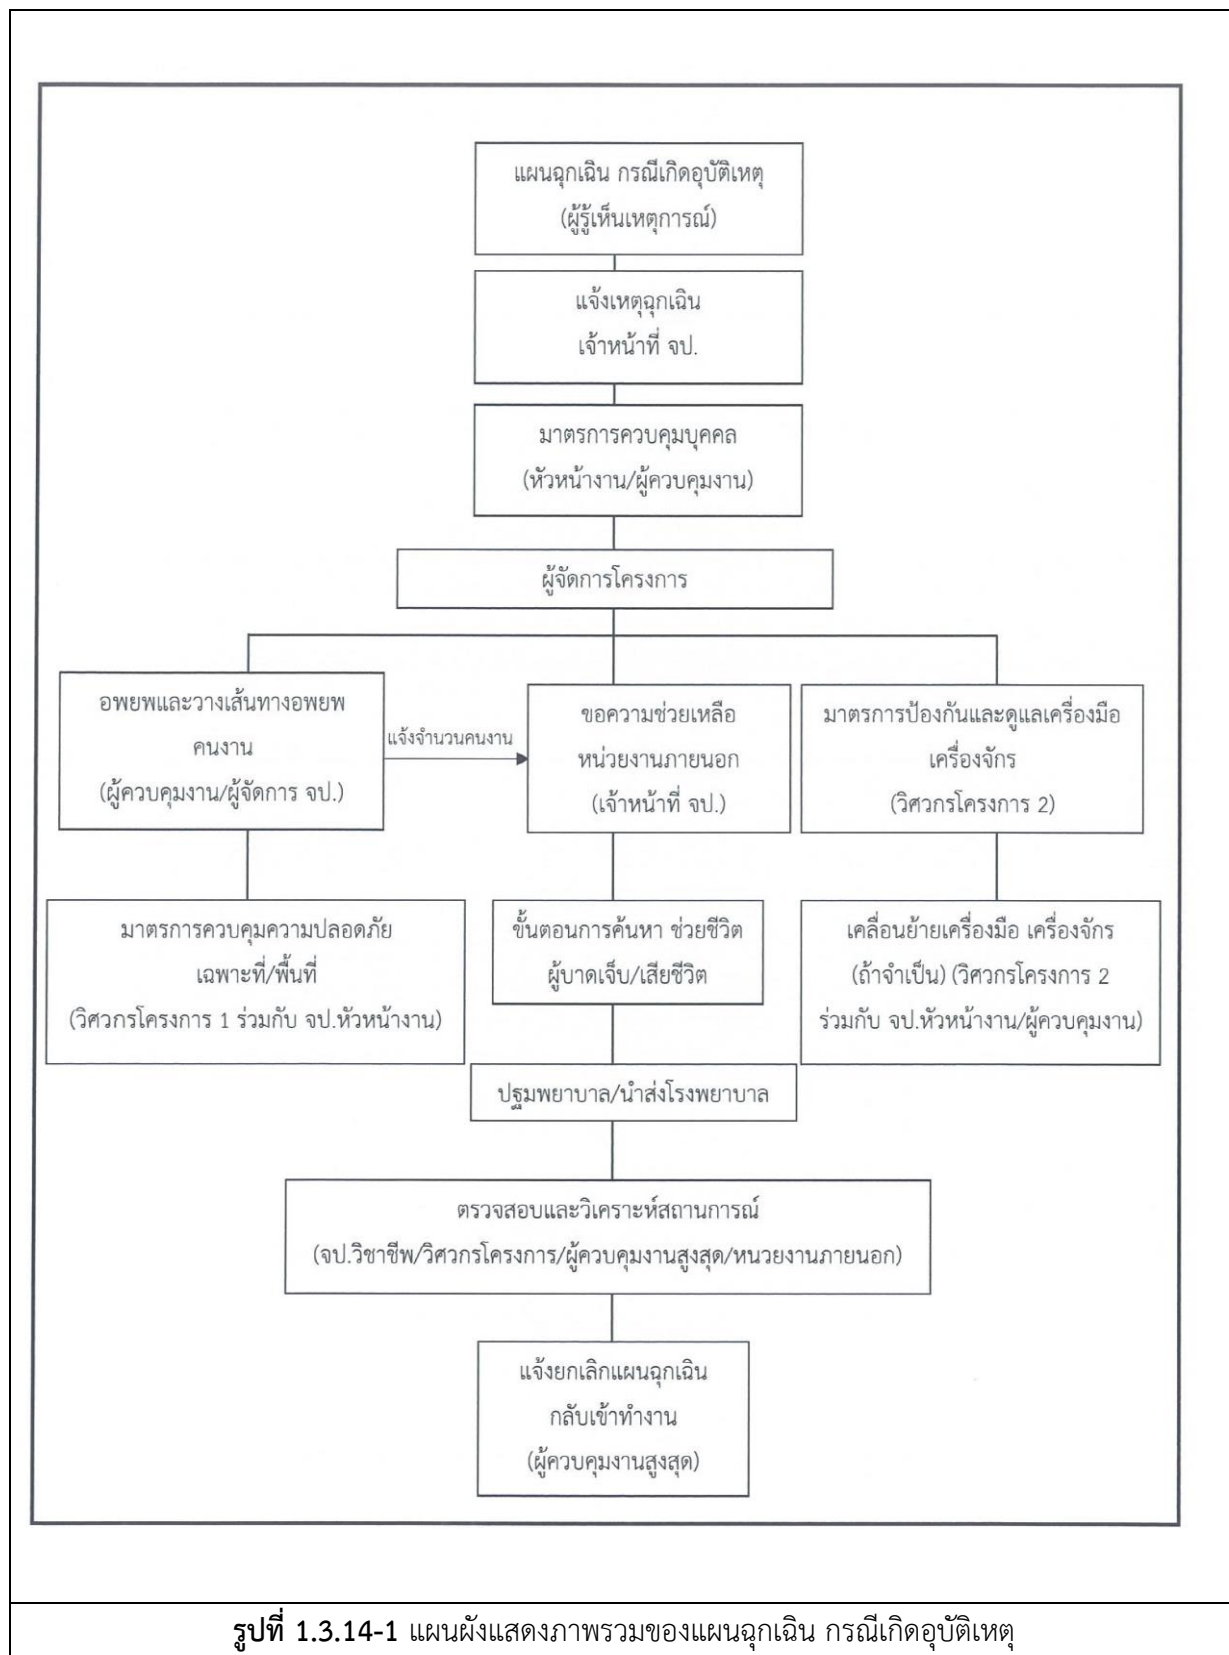 แผนฉุกเฉิน กรณีเกิดอุบัติเหตุ
(ผู้รู้เห็นเหตุการณ์)
แจ้งเหตุฉุกเฉิน
เจ้าหน้าที่ จป.
มาตรการควบคุมบุคคล
(หัวหน้างาน/ผู้ควบคุมงาน)
ผู้จัดการโครงการ
อพยพและวางเส้นทางอพยพ
คนงาน
(ผู้ควบคุมงาน/ผู้จัดการ จป.)
แจ้งจำนวนคนงาน
ขอความช่วยเหลือ
หน่วยงานภายนอก
(เจ้าหน้าที่ จป.)
มาตรการป้องกันและดูแลเครื่องมือ
เครื่องจักร
(วิศวกรโครงการ 2)
มาตรการควบคุมความปลอดภัย
เฉพาะที่/พื้นที่
(วิศวกรโครงการ 1 ร่วมกับ จป.หัวหน้างาน)
ขั้นตอนการค้นหา ช่วยชีวิต
ผู้บาดเจ็บ/เสียชีวิต
เคลื่อนย้ายเครื่องมือ เครื่องจักร
(ถ้าจำเป็น) (วิศวกรโครงการ 2
ร่วมกับ จป.หัวหน้างาน/ผู้ควบคุมงาน)
ปฐมพยาบาล/นำส่งโรงพยาบาล
ตรวจสอบและวิเคราะห์สถานการณ์
(จป.วิชาชีพ/วิศวกรโครงการ/ผู้ควบคุมงานสูงสุด/หนวยงานภายนอก)
แจ้งยกเลิกแผนฉุกเฉิน
กลับเข้าทำงาน
(ผู้ควบคุมงานสูงสุด)
รูปที่ 1.3.14-1 แผนผังแสดงภาพรวมของแผนฉุกเฉิน กรณีเกิดอุบัติเหตุ